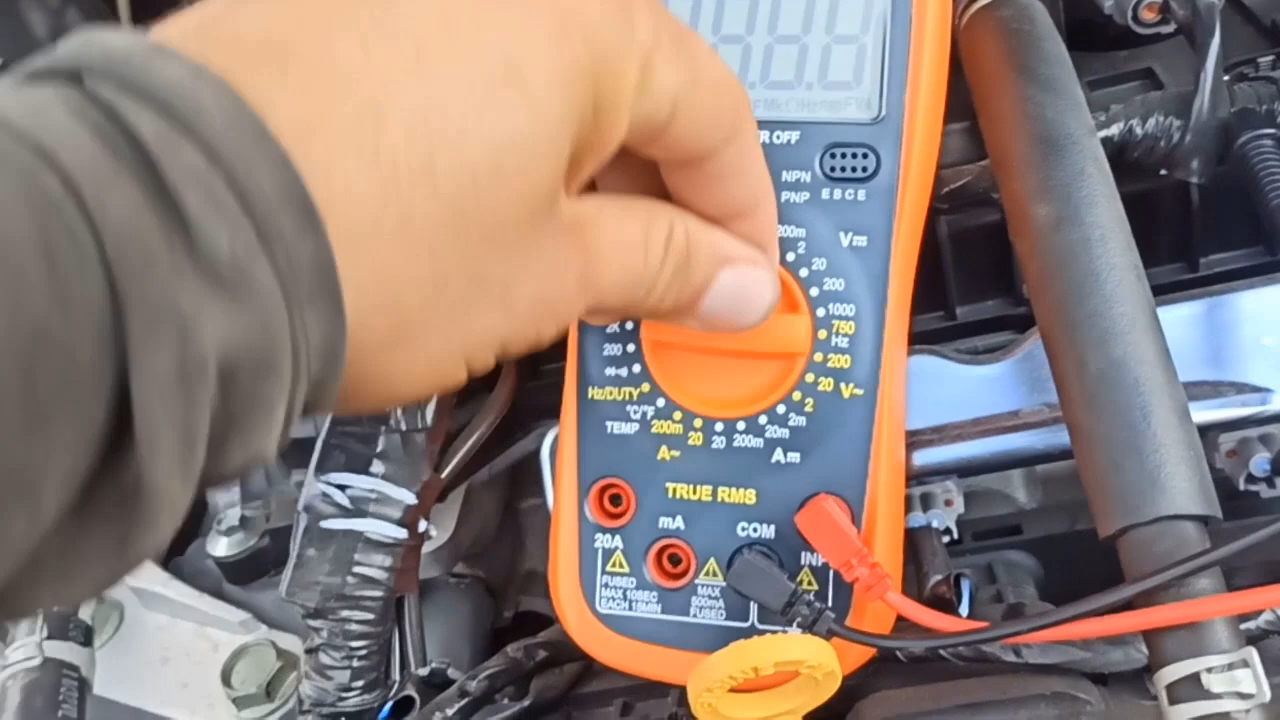 R OFF
NPN
PNP
E B C E
200m
V⎓
2
20
200
1000
750
Hz
200
20
V~
2
2m
20m
200m
20
A⎓
2K
200
Hz/DUTY
°C/°F
TEMP
200m
20
A~
TRUE RMS
mA
COM
20A
FUSED
MAX 10SEC
EACH 15MIN
MAX
500mA
FUSED